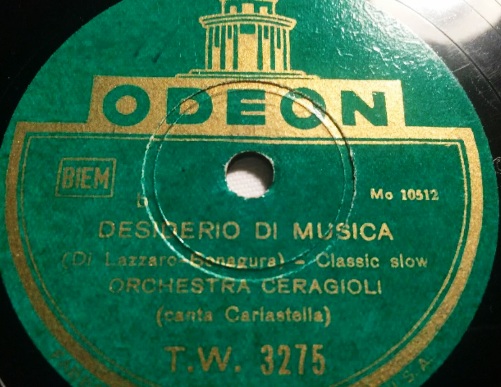 ODEON
BIEM
D
Mo 10512
DESIDERIO DI MUSICA
(Di Lazzaro-Bonagura) - Classic slow
ORCHESTRA CERAGIOLI
(canta Carlastella)
T.W. 3275